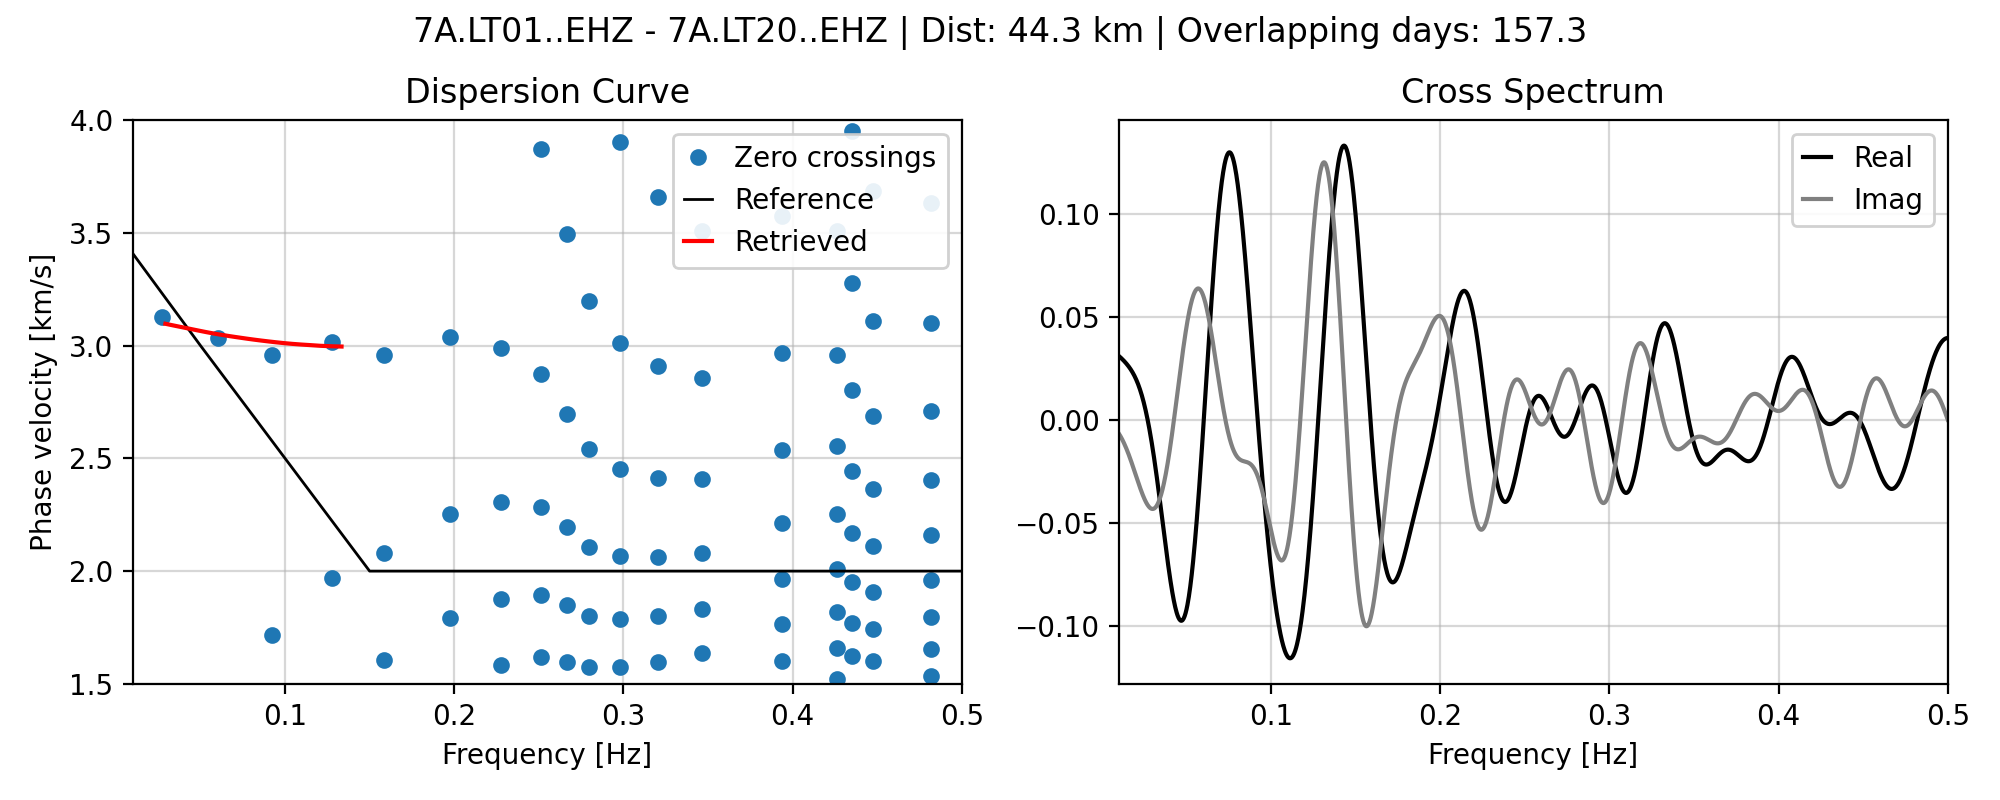 7A.LT01..EHZ - 7A.LT20..EHZ | Dist: 44.3 km | Overlapping days: 157.3
Dispersion Curve
Phase velocity [km/s]
4.0
3.5
3.0
2.5
2.0
1.5
Zero crossings
Reference
Retrieved
0.1 0.2 0.3 0.4 0.5
Frequency [Hz]
Cross Spectrum
0.10
0.05
0.00
−0.05
−0.10
Real
Imag
0.1 0.2 0.3 0.4 0.5
Frequency [Hz]